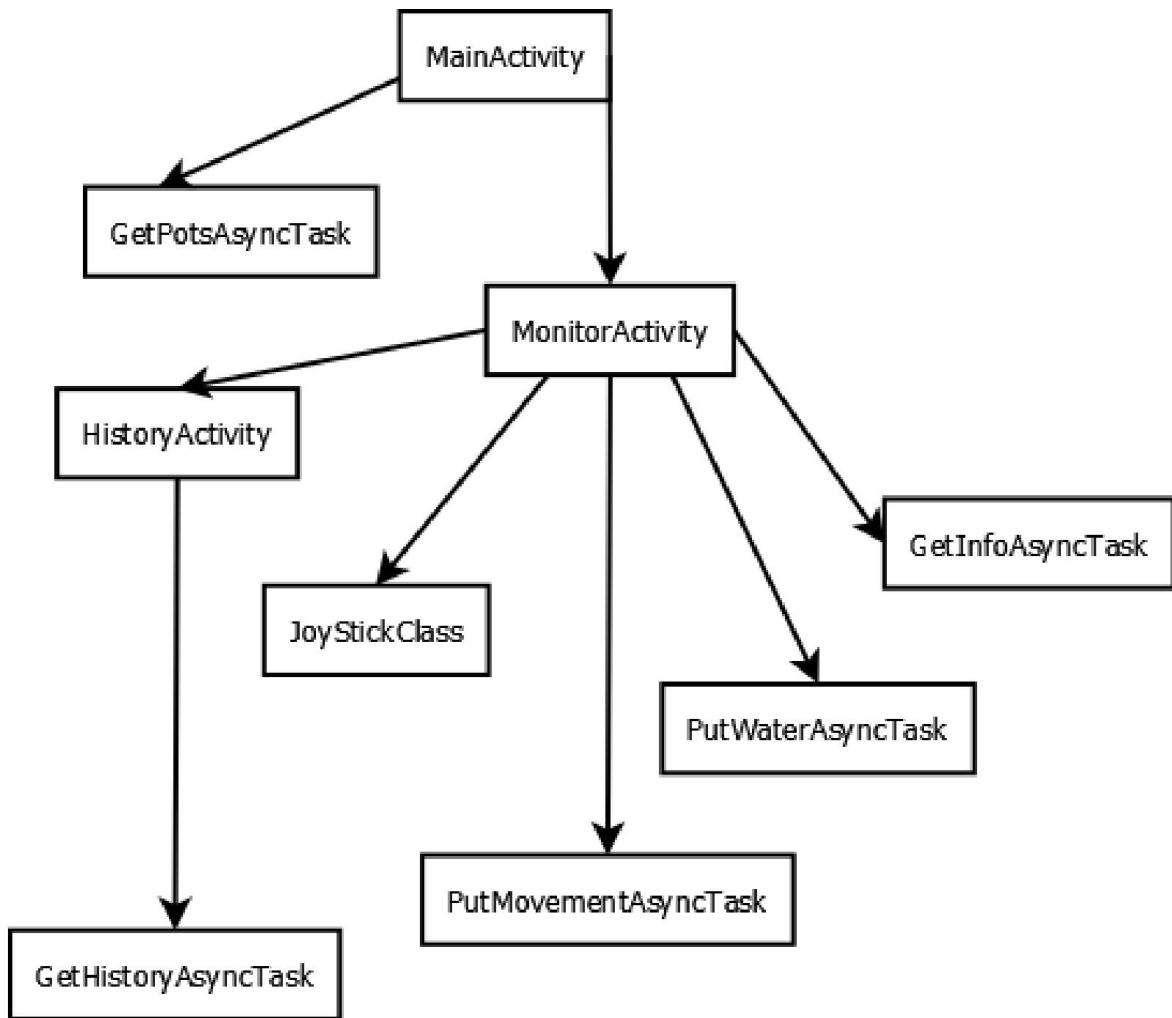 MainActivity
GetPotsAsyncTask
MonitorActivity
HistoryActivity
GetInfoAsyncTask
JoyStickClass
PutWaterAsyncTask
PutMovementAsyncTask
GetHistoryAsyncTask